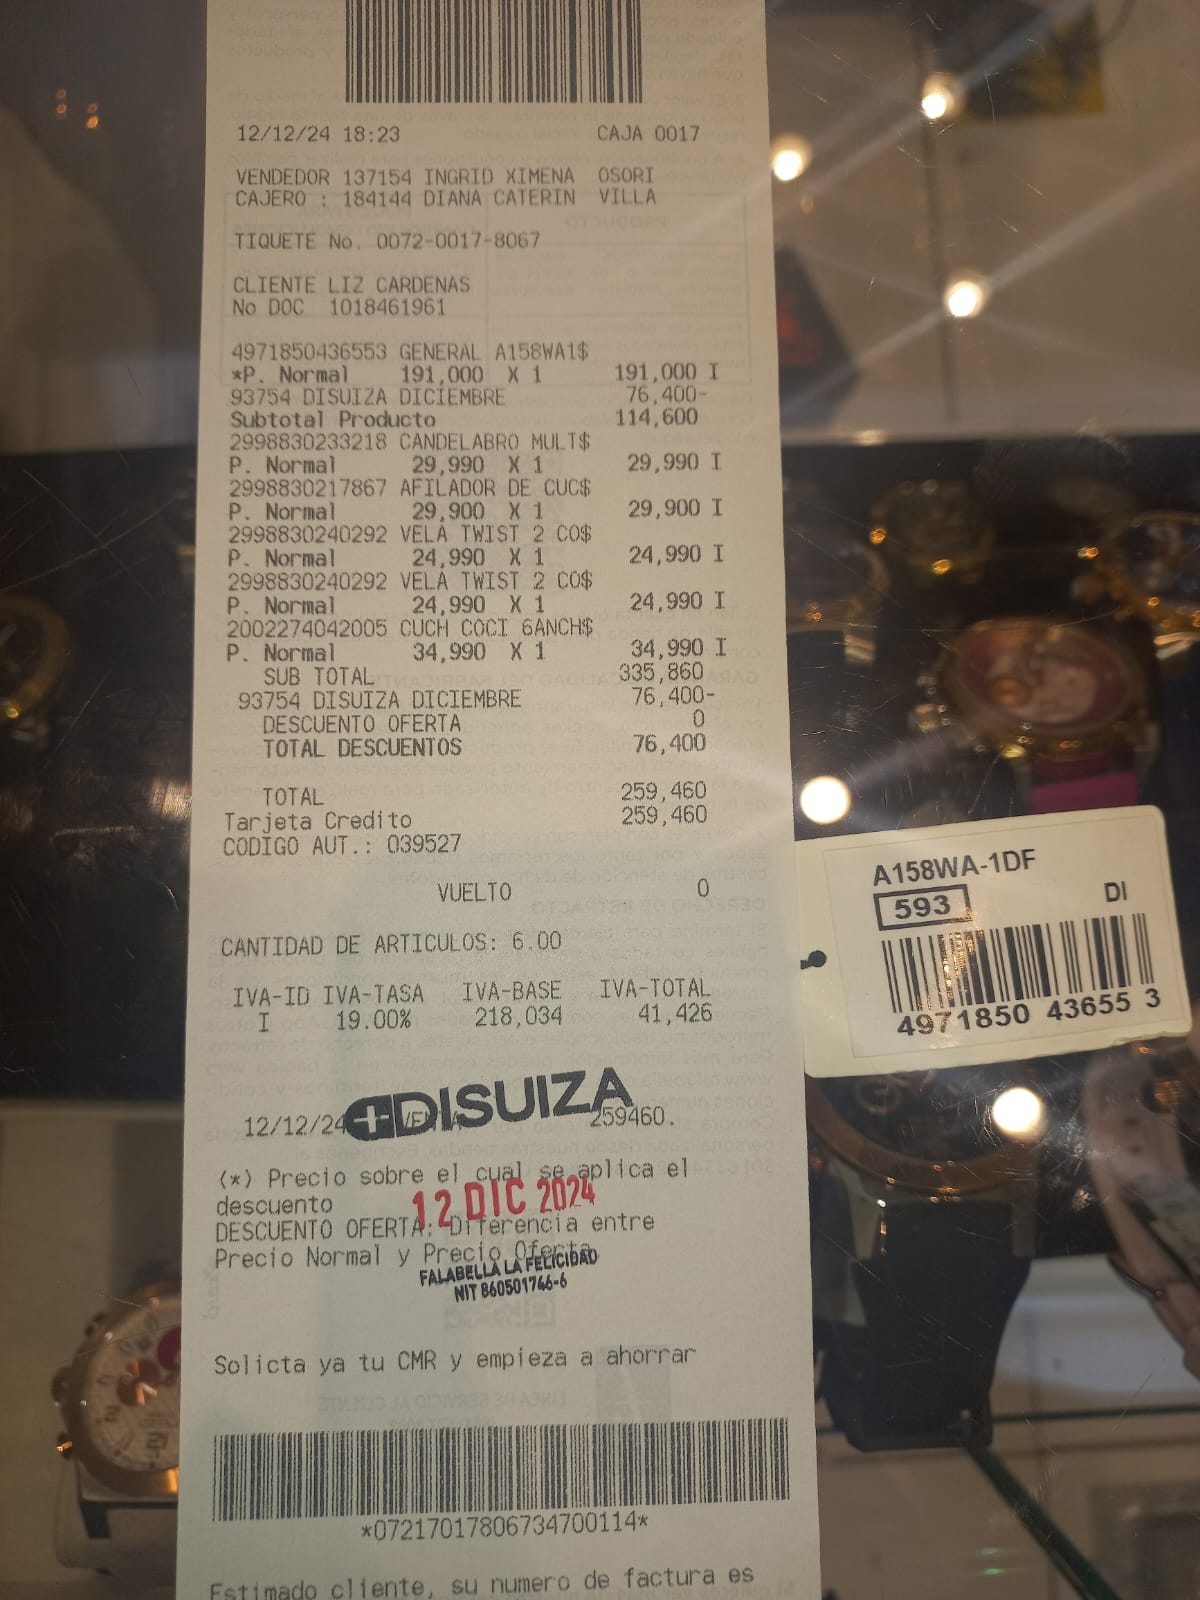 12/12/24 18:23 CAJA 0017
VENDEDOR 137154 INGRID XIMENA OSORI
CAJERO : 184144 DIANA CATERIN VILLA
TIQUETE No. 0072-0017-8067
CLIENTE LIZ CARDENAS
No DOC 1018461961
4971850436553 GENERAL A158WA1$
*P. Normal 191,000 X 1 191,000 I
93754 DISUIZA DICIEMBRE 76,400-
Subtotal Producto 114,600
2998830233218 CANDELABRO MULT$
P. Normal 29,990 X 1 29,990 I
2998830217867 AFILADOR DE CUC$
P. Normal 29,900 X 1 29,900 I
2998830240292 VELA TWIST 2 CO$
P. Normal 24,990 X 1 24,990 I
2998830240292 VELA TWIST 2 CO$
P. Normal 24,990 X 1 24,990 I
2002274042005 CUCH COCI 6ANCH$
P. Normal 34,990 X 1 34,990 I
SUB TOTAL 335,860
93754 DISUIZA DICIEMBRE 76,400-
DESCUENTO OFERTA 0
TOTAL DESCUENTOS 76,400
TOTAL 259,460
Tarjeta Credito 259,460
CODIGO AUT.: 039527
VUELTO 0
CANTIDAD DE ARTICULOS: 6.00
IVA-ID IVA-TASA IVA-BASE IVA-TOTAL
I 19.00% 218,034 41,426
DISUIZA
12/12/24 259460.
(*) Precio sobre el cual se aplica el
descuento
12 DIC 2024
DESCUENTO OFERTA: Diferencia entre
Precio Normal y Precio Oferta
FALABELLA LA FELICIDAD
NIT 860501746-6
Solicta ya tu CMR y empieza a ahorrar
*07217017806734700114*
Estimado cliente, su numero de factura es
A158WA-1DF
593 DI
4971850 43655 3